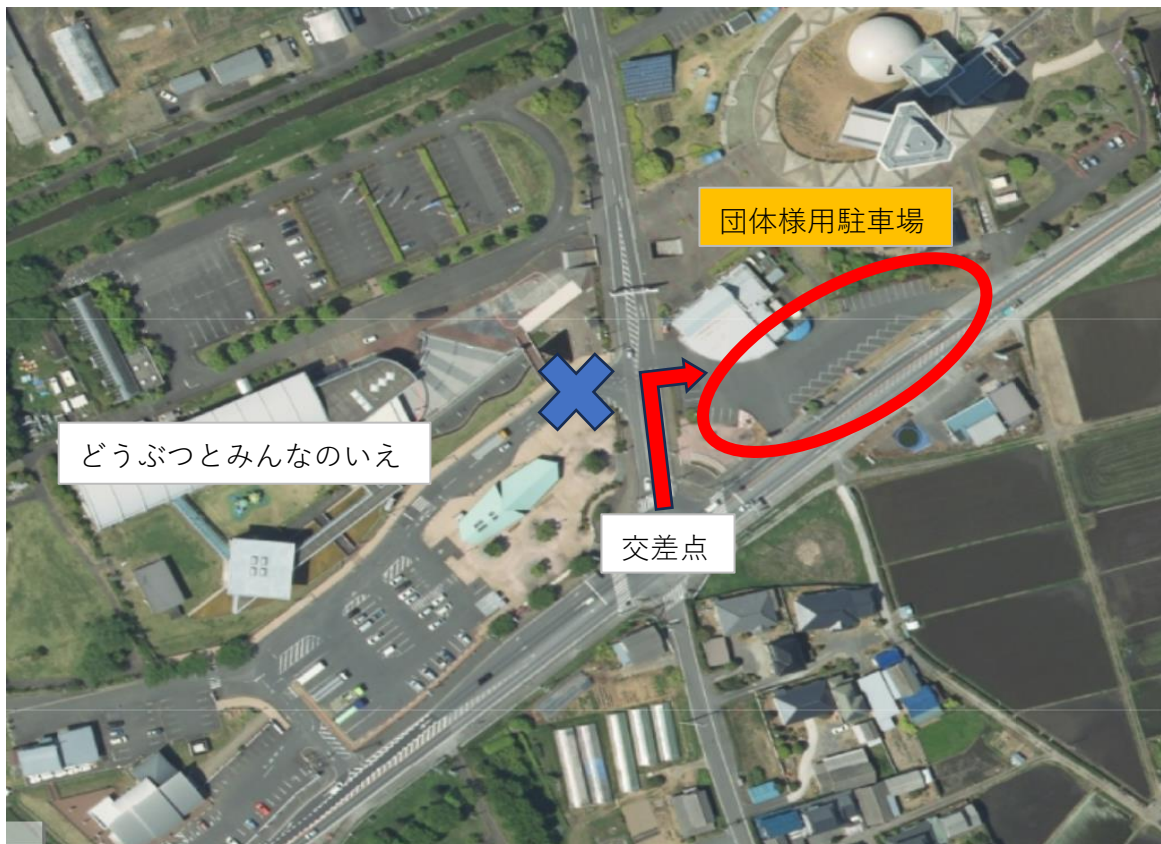 団体様用駐車場
どうぶつとみんなのいえ
交差点